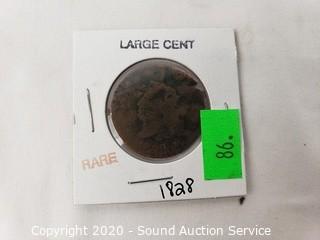 LARGE CENT
86.
RARE
1828
Copyright © 2020 - Sound Auction Service